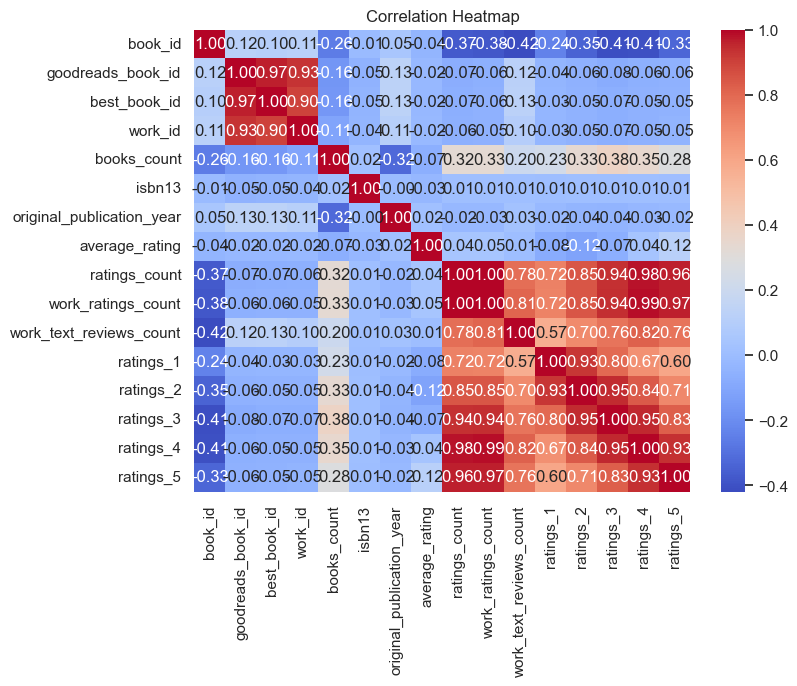 Correlation Heatmap
book_id 1.00 0.12 0.10 0.11 -0.26 -0.01 0.05 -0.04 -0.37 -0.38 -0.42 -0.24 -0.35 -0.41 -0.41 -0.33
goodreads_book_id 0.12 1.00 0.97 0.93 -0.16 -0.05 0.13 -0.02 -0.07 -0.06 0.12 -0.04 -0.06 -0.08 -0.06 -0.06
best_book_id 0.10 0.97 1.00 0.90 -0.16 -0.05 0.13 -0.02 -0.07 -0.06 0.13 -0.03 -0.05 -0.07 -0.05 -0.05
work_id 0.11 0.93 0.90 1.00 -0.11 -0.04 0.11 -0.02 -0.06 -0.05 0.10 -0.03 -0.05 -0.07 -0.05 -0.05
books_count -0.26 -0.16 -0.16 -0.11 1.00 0.02 -0.32 -0.07 0.32 0.33 0.20 0.23 0.33 0.38 0.35 0.28
isbn13 -0.01 -0.05 -0.05 -0.04 0.02 1.00 -0.00 -0.03 0.01 0.01 0.01 0.01 0.01 0.01 0.01 0.01
original_publication_year 0.05 0.13 0.13 0.11 -0.32 -0.00 1.00 0.02 -0.02 -0.03 0.03 -0.02 -0.04 -0.04 -0.03 -0.02
average_rating -0.04 -0.02 -0.02 -0.02 -0.07 -0.03 0.02 1.00 0.04 0.05 0.01 -0.08 -0.12 -0.07 0.04 0.12
ratings_count -0.37 -0.07 -0.07 -0.06 0.32 0.01 -0.02 0.04 1.00 1.00 0.78 0.72 0.85 0.94 0.98 0.96
work_ratings_count -0.38 -0.06 -0.06 -0.05 0.33 0.01 -0.03 0.05 1.00 1.00 0.81 0.72 0.85 0.94 0.99 0.97
work_text_reviews_count -0.42 0.12 0.13 0.10 0.20 0.01 0.03 0.01 0.78 0.81 1.00 0.57 0.70 0.76 0.82 0.76
ratings_1 -0.24 -0.04 -0.03 -0.03 0.23 0.01 -0.02 -0.08 0.72 0.72 0.57 1.00 0.93 0.80 0.67 0.60
ratings_2 -0.35 -0.06 -0.05 -0.05 0.33 0.01 -0.04 -0.12 0.85 0.85 0.70 0.93 1.00 0.95 0.84 0.71
ratings_3 -0.41 -0.08 -0.07 -0.07 0.38 0.01 -0.04 -0.07 0.94 0.94 0.76 0.80 0.95 1.00 0.95 0.83
ratings_4 -0.41 -0.06 -0.05 -0.05 0.35 0.01 -0.03 0.04 0.98 0.99 0.82 0.67 0.84 0.95 1.00 0.93
ratings_5 -0.33 -0.06 -0.05 -0.05 0.28 0.01 -0.02 0.12 0.96 0.97 0.76 0.60 0.71 0.83 0.93 1.00
book_id
goodreads_book_id
best_book_id
work_id
books_count
isbn13
original_publication_year
average_rating
ratings_count
work_ratings_count
work_text_reviews_count
ratings_1
ratings_2
ratings_3
ratings_4
ratings_5
1.0
0.8
0.6
0.4
0.2
0.0
−0.2
−0.4